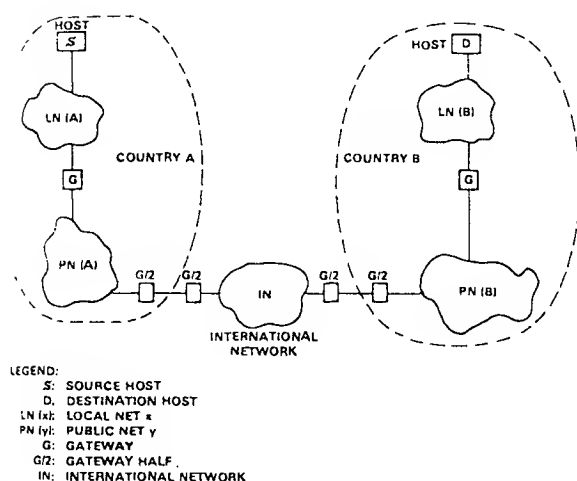 HOST
S
HOST
D
LN (A)
LN (B)
COUNTRY A
COUNTRY B
G
G
PN (A)
G/2
G/2
IN
G/2
G/2
PN (B)
INTERNATIONAL
NETWORK
LEGEND:
S: SOURCE HOST
D. DESTINATION HOST
LN (x): LOCAL NET x
PN (y): PUBLIC NET y
G: GATEWAY
G/2: GATEWAY HALF.
IN: INTERNATIONAL NETWORK